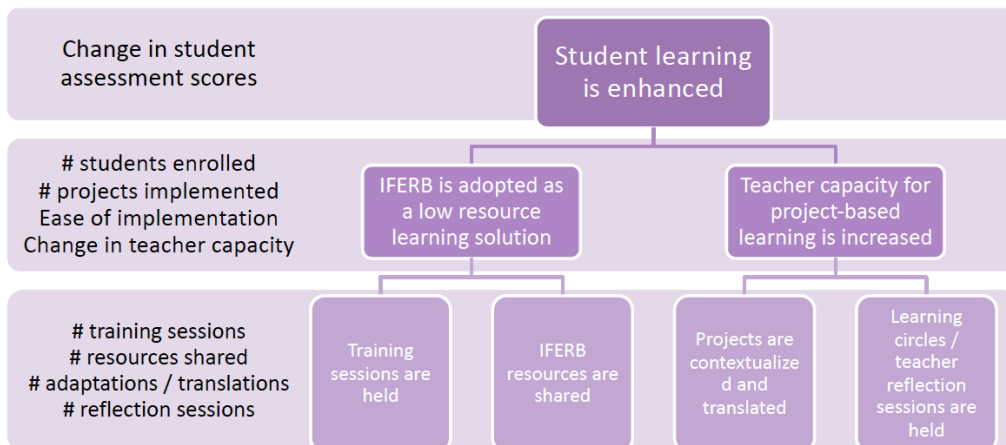 Change in student
assessment scores
Student learning
is enhanced
# students enrolled
# projects implemented
Ease of implementation
Change in teacher capacity
IFERB is adopted as
a low resource
learning solution
Teacher capacity for
project-based
learning is increased
# training sessions
# resources shared
# adaptations / translations
# reflection sessions
Training
sessions are
held
IFERB
resources are
shared
Projects are
contextualize
d and
translated
Learning
circles /
teacher
reflection
sessions are
held